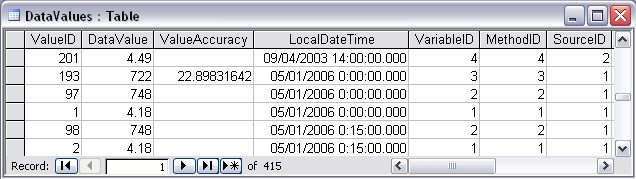 DataValues : Table
ValueID DataValue ValueAccuracy LocalDateTime VariableID MethodID SourceID
201 4.49 09/04/2003 14:00:00.000 4 4 2
193 722 22.89831642 05/01/2006 0:00:00.000 3 3 1
97 748 05/01/2006 0:00:00.000 2 2 1
1 4.18 05/01/2006 0:00:00.000 1 1 1
98 748 05/01/2006 0:15:00.000 2 2 1
2 4.18 05/01/2006 0:15:00.000 1 1 1
Record: 1 of 415